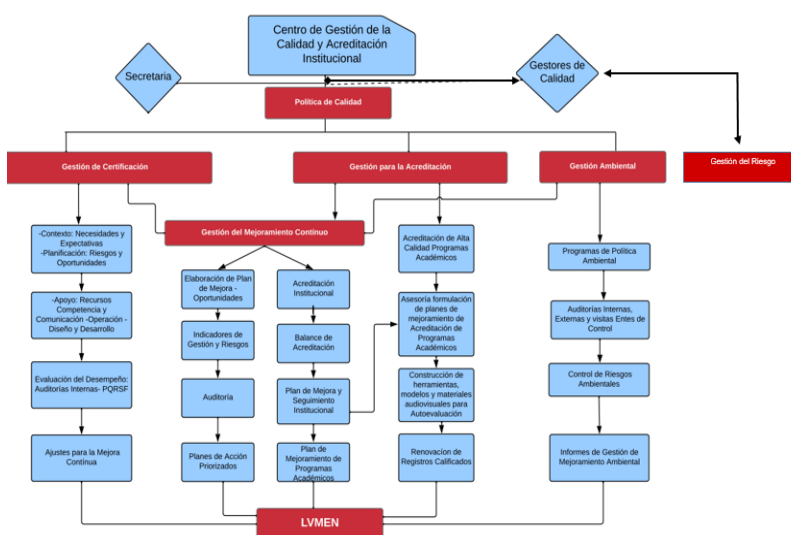 Centro de Gestión de la
Calidad y Acreditación
Institucional
Secretaria
Gestores de
Calidad
Política de Calidad
Gestión de Certificación
Gestión para la Acreditación
Gestión Ambiental
Gestión del Riesgo
Gestión del Mejoramiento Contínuo
-Contexto: Necesidades y
Expectativas
-Planificación: Riesgos y
Oportunidades
-Apoyo: Recursos
Competencia y
Comunicación -Operación -
Diseño y Desarrollo
Evaluación del Desempeño:
Auditorías Internas- PQRSF
Ajustes para la Mejora
Contínua
Elaboración de Plan
de Mejora -
Oportunidades
Indicadores de
Gestión y Riesgos
Auditoría
Planes de Acción
Priorizados
Acreditación
Institucional
Balance de
Acreditación
Plan de Mejora y
Seguimiento
Institucional
Plan de
Mejoramiento de
Programas
Académicos
Acreditación de Alta
Calidad Programas
Académicos
Asesoría formulación
de planes de
mejoramiento de
Acreditación de
Programas
Académicos
Construcción de
herramientas,
modelos y materiales
audiovisuales para
Autoevaluación
Renovacíon de
Registros Calificados
Programas de Política
Ambiental
Auditorías Internas,
Externas y visitas Entes de
Control
Control de Riesgos
Ambientales
Informes de Gestión de
Mejoramiento Ambiental
LVMEN